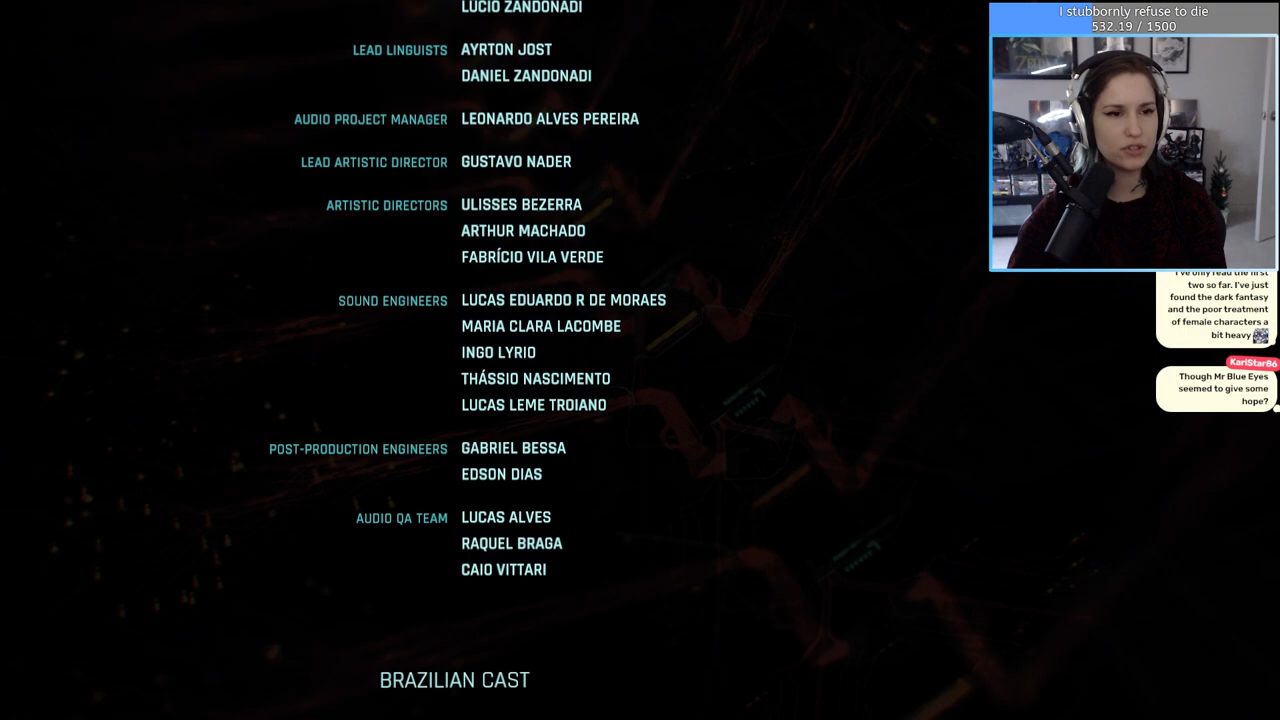 LUCIO ZANDONADI
LEAD LINGUISTS AYRTON JOST
DANIEL ZANDONADI
AUDIO PROJECT MANAGER LEONARDO ALVES PEREIRA
LEAD ARTISTIC DIRECTOR GUSTAVO NADER
ARTISTIC DIRECTORS ULISSES BEZERRA
ARTHUR MACHADO
FABRÍCIO VILA VERDE
SOUND ENGINEERS LUCAS EDUARDO R DE MORAES
MARIA CLARA LACOMBE
INGO LYRIO
THÁSSIO NASCIMENTO
LUCAS LEME TROIANO
POST-PRODUCTION ENGINEERS GABRIEL BESSA
EDSON DIAS
AUDIO QA TEAM LUCAS ALVES
RAQUEL BRAGA
CAIO VITTARI
BRAZILIAN CAST
I stubbornly refuse to die
532.19 / 1500
I've only read the first
two so far. I've just
found the dark fantasy
and the poor treatment
of female characters a
bit heavy
KariStar86
Though Mr Blue Eyes
seemed to give some
hope?